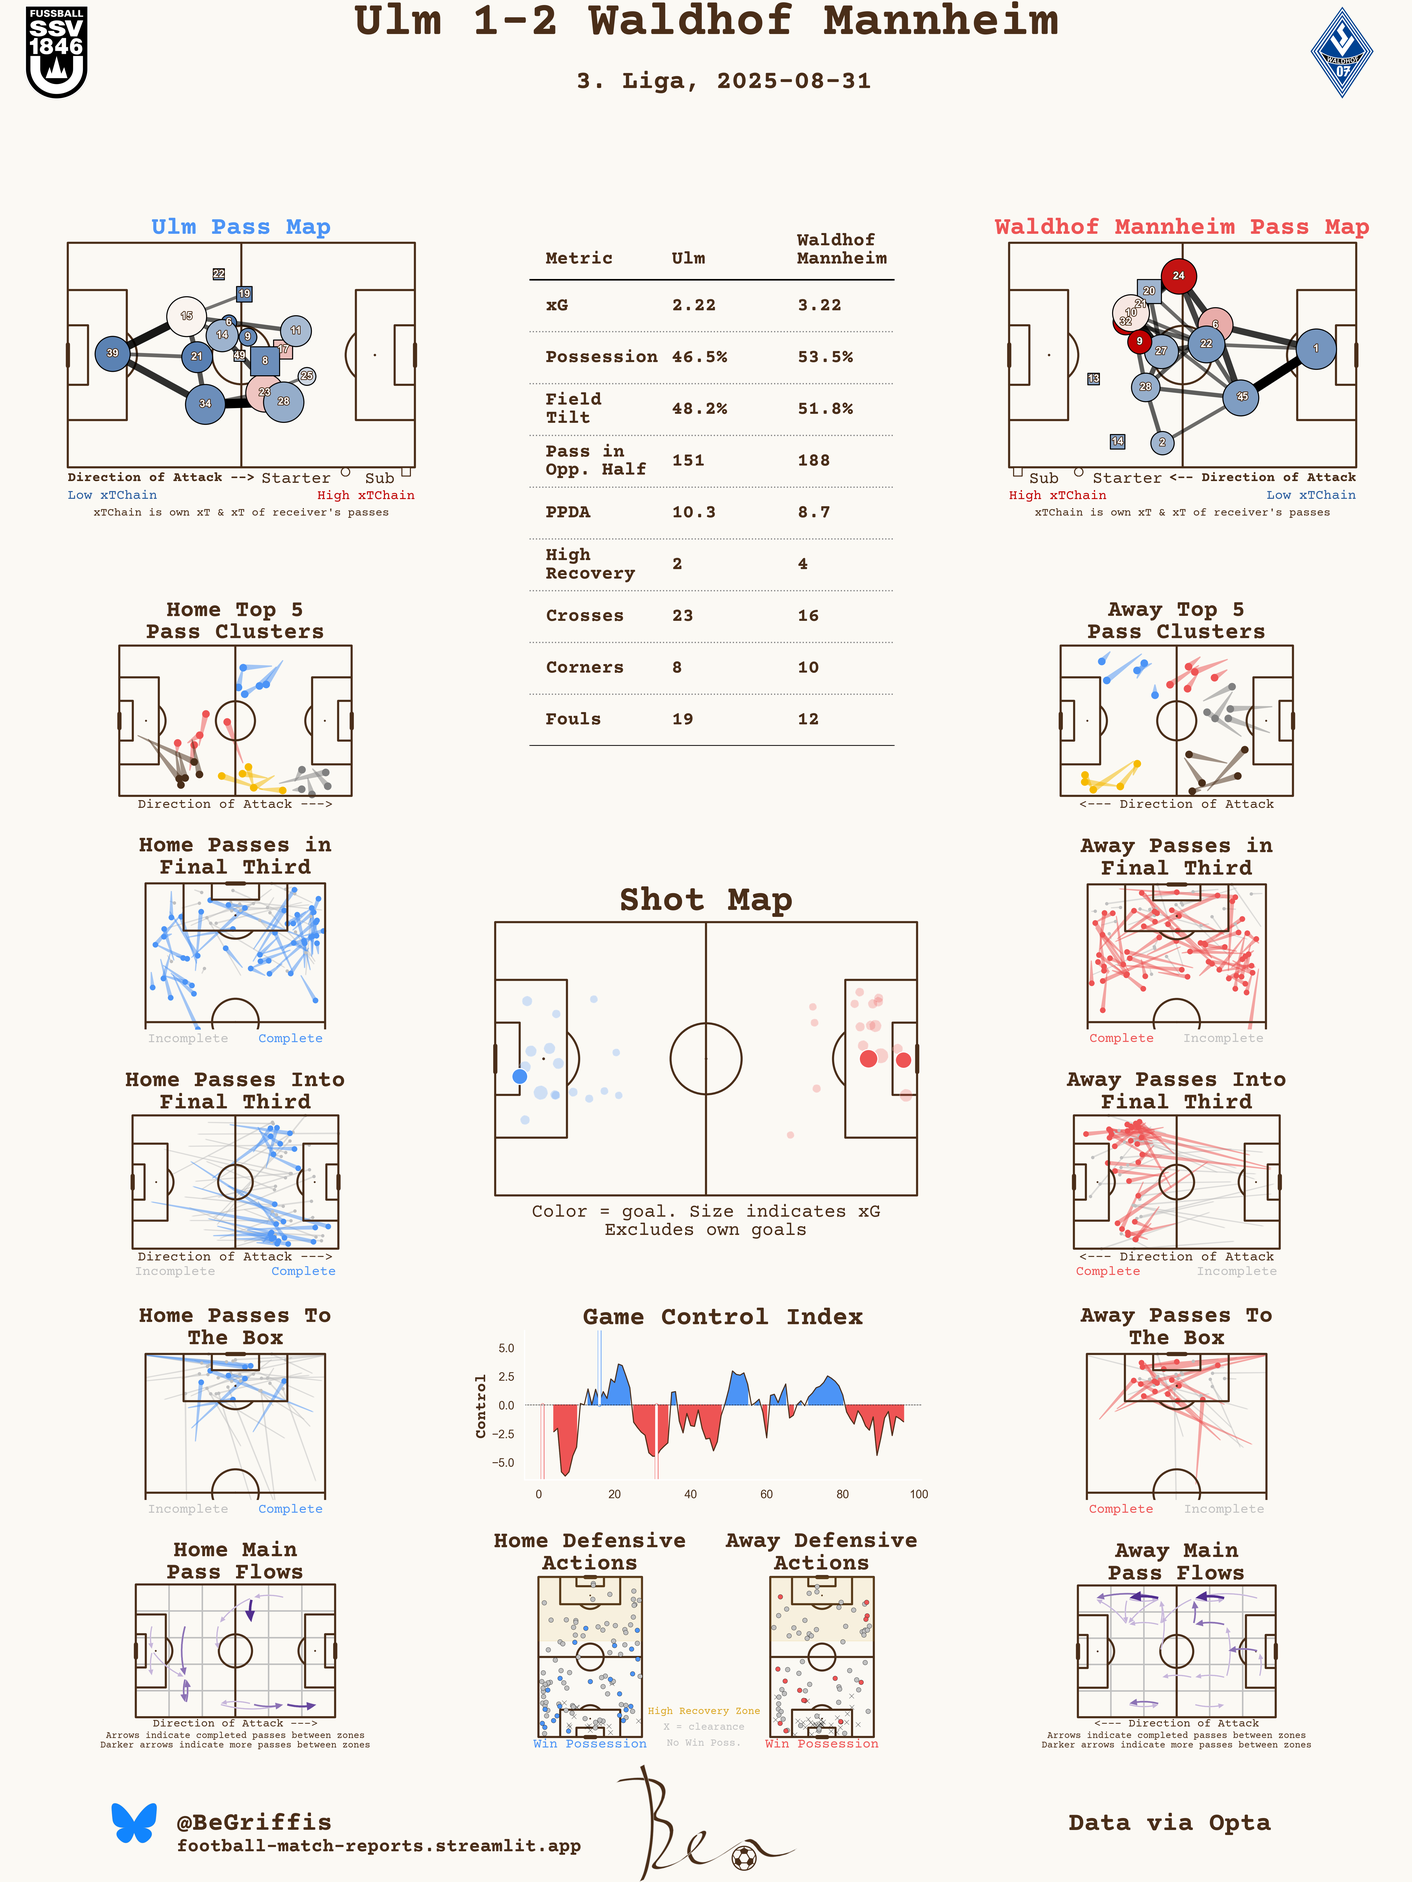 Ulm 1-2 Waldhof Mannheim
3. Liga, 2025-08-31
FUSSBALL
SSV
1846
WALDHOF
07
Ulm Pass Map
22
19
15
6
14
9
11
39
21
49
17
8
25
34
23
28
Direction of Attack --> Starter Sub
Low xTChain High xTChain
xTChain is own xT & xT of receiver's passes
Metric Ulm Waldhof Mannheim
xG 2.22 3.22
Possession 46.5% 53.5%
Field Tilt 48.2% 51.8%
Pass in Opp. Half 151 188
PPDA 10.3 8.7
High Recovery 2 4
Crosses 23 16
Corners 8 10
Fouls 19 12
Waldhof Mannheim Pass Map
24
20
21
10
32
6
9
27
22
1
13
28
45
14
2
Sub Starter <-- Direction of Attack
High xTChain Low xTChain
xTChain is own xT & xT of receiver's passes
Home Top 5
Pass Clusters
Direction of Attack --->
Away Top 5
Pass Clusters
<--- Direction of Attack
Home Passes in
Final Third
Incomplete Complete
Away Passes in
Final Third
Complete Incomplete
Shot Map
Color = goal. Size indicates xG
Excludes own goals
Home Passes Into
Final Third
Direction of Attack --->
Incomplete Complete
Away Passes Into
Final Third
<--- Direction of Attack
Complete Incomplete
Home Passes To
The Box
Incomplete Complete
Game Control Index
Control
5.0
2.5
0.0
−2.5
−5.0
0 20 40 60 80 100
Away Passes To
The Box
Complete Incomplete
Home Main
Pass Flows
Direction of Attack --->
Arrows indicate completed passes between zones
Darker arrows indicate more passes between zones
Home Defensive
Actions
Win Possession
Away Defensive
Actions
Win Possession
High Recovery Zone
X = clearance
No Win Poss.
Away Main
Pass Flows
<--- Direction of Attack
Arrows indicate completed passes between zones
Darker arrows indicate more passes between zones
@BeGriffis
football-match-reports.streamlit.app
Ben
Data via Opta